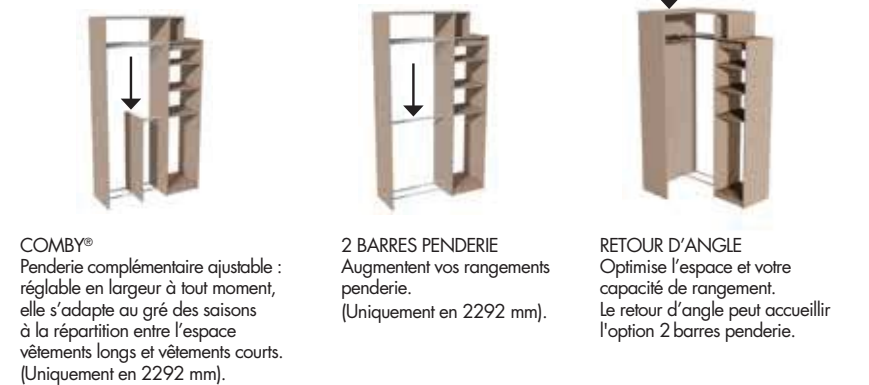 COMBY®
Penderie complémentaire ajustable :
réglable en largeur à tout moment,
elle s’adapte au gré des saisons
à la répartition entre l’espace
vêtements longs et vêtements courts.
(Uniquement en 2292 mm).
2 BARRES PENDERIE
Augmentent vos rangements
penderie.
(Uniquement en 2292 mm).
RETOUR D’ANGLE
Optimise l’espace et votre
capacité de rangement.
Le retour d’angle peut accueillir
l'option 2 barres penderie.